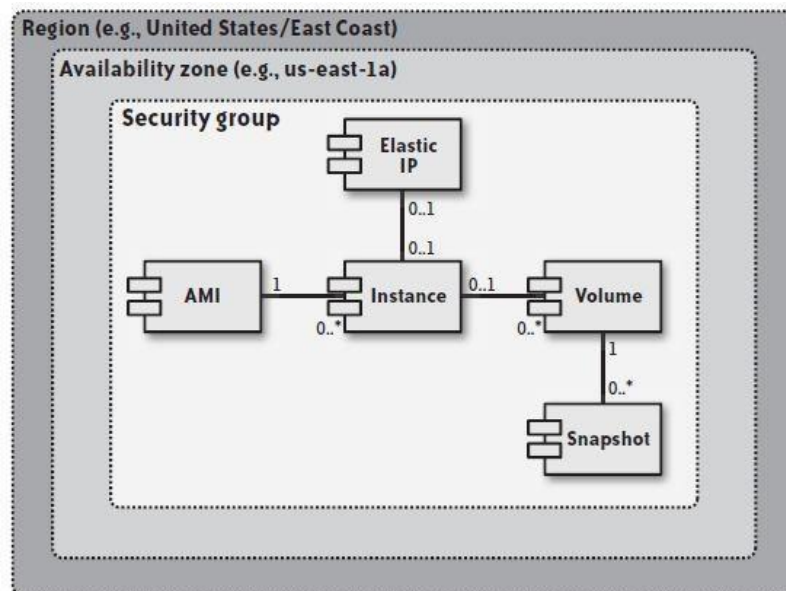 Region (e.g., United States/East Coast)
Availability zone (e.g., us-east-1a)
Security group
Elastic
IP
0..1
0..1
AMI
1
0..*
Instance
0..1
0..*
Volume
1
0..*
Snapshot